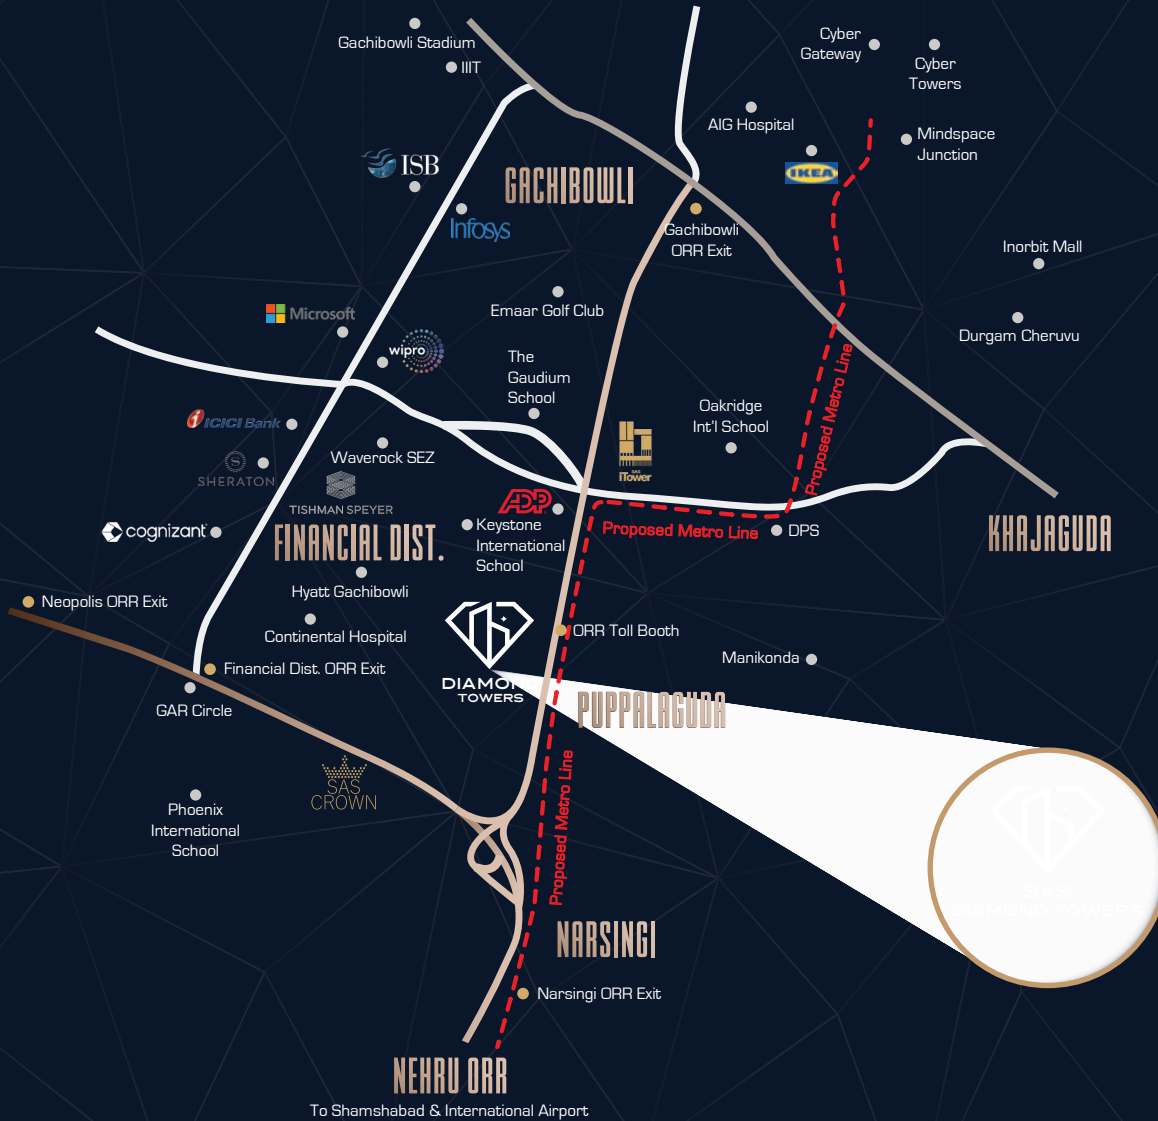 Gachibowli Stadium
IIIT
Cyber
Gateway
Cyber
Towers
AIG Hospital
Mindspace
Junction
IKEA
ISB
GACHIBOWLI
Infosys
Gachibowli
ORR Exit
Inorbit Mall
Emaar Golf Club
Microsoft
Durgam Cheruvu
wipro
The
Gaudium
School
Proposed Metro Line
Oakridge
Int'l School
ICICI Bank
Waverock SEZ
SAS
iTower
SHERATON
TISHMAN SPEYER
ADP
cognizant
FINANCIAL DIST.
Keystone
International
School
Proposed Metro Line
DPS
KHAJAGUDA
Hyatt Gachibowli
Neopolis ORR Exit
Continental Hospital
ORR Toll Booth
Manikonda
Financial Dist. ORR Exit
DIAMON
TOWERS
GAR Circle
PUPPALAGUDA
SAS
CROWN
Proposed Metro Line
Phoenix
International
School
SAS
DIAMOND TOWERS
NARSINGI
Narsingi ORR Exit
NEHRU ORR
To Shamshabad & International Airport